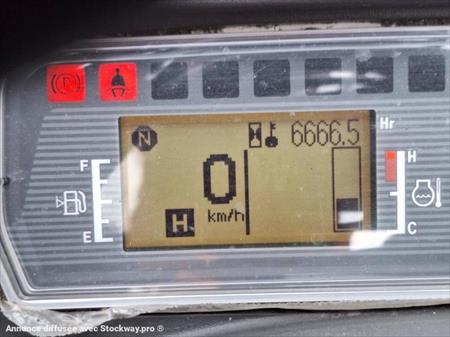 P
N
6666.5 Hr
F
0
H
km/h
H
E
C
Annonce diffusée avec Stockway.pro ®